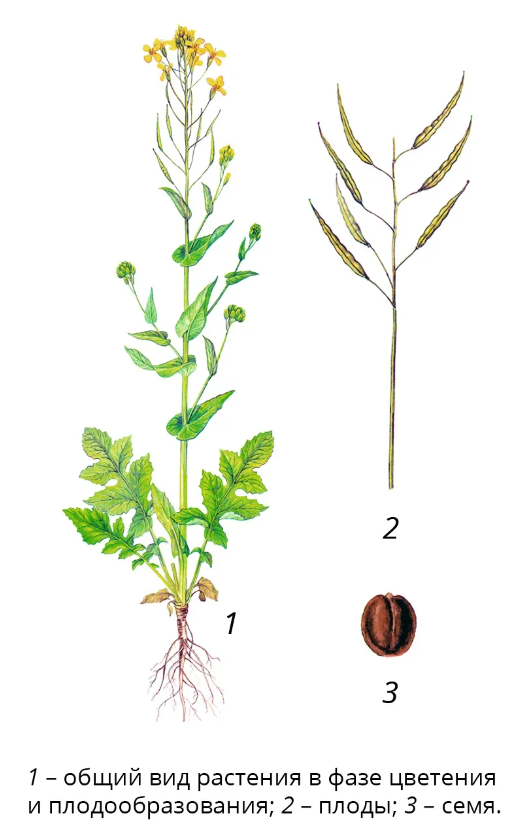 1
2
3
1 – общий вид растения в фазе цветения
и плодообразования; 2 – плоды; 3 – семя.